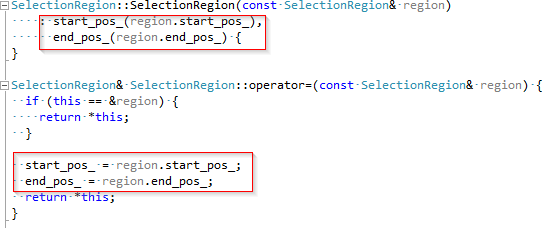 SelectionRegion::SelectionRegion(const SelectionRegion& region)
    : start_pos_(region.start_pos_),
      end_pos_(region.end_pos_) {
}
SelectionRegion& SelectionRegion::operator=(const SelectionRegion& region) {
  if (this == &region) {
    return *this;
  }
  start_pos_ = region.start_pos_;
  end_pos_ = region.end_pos_;
  return *this;
}